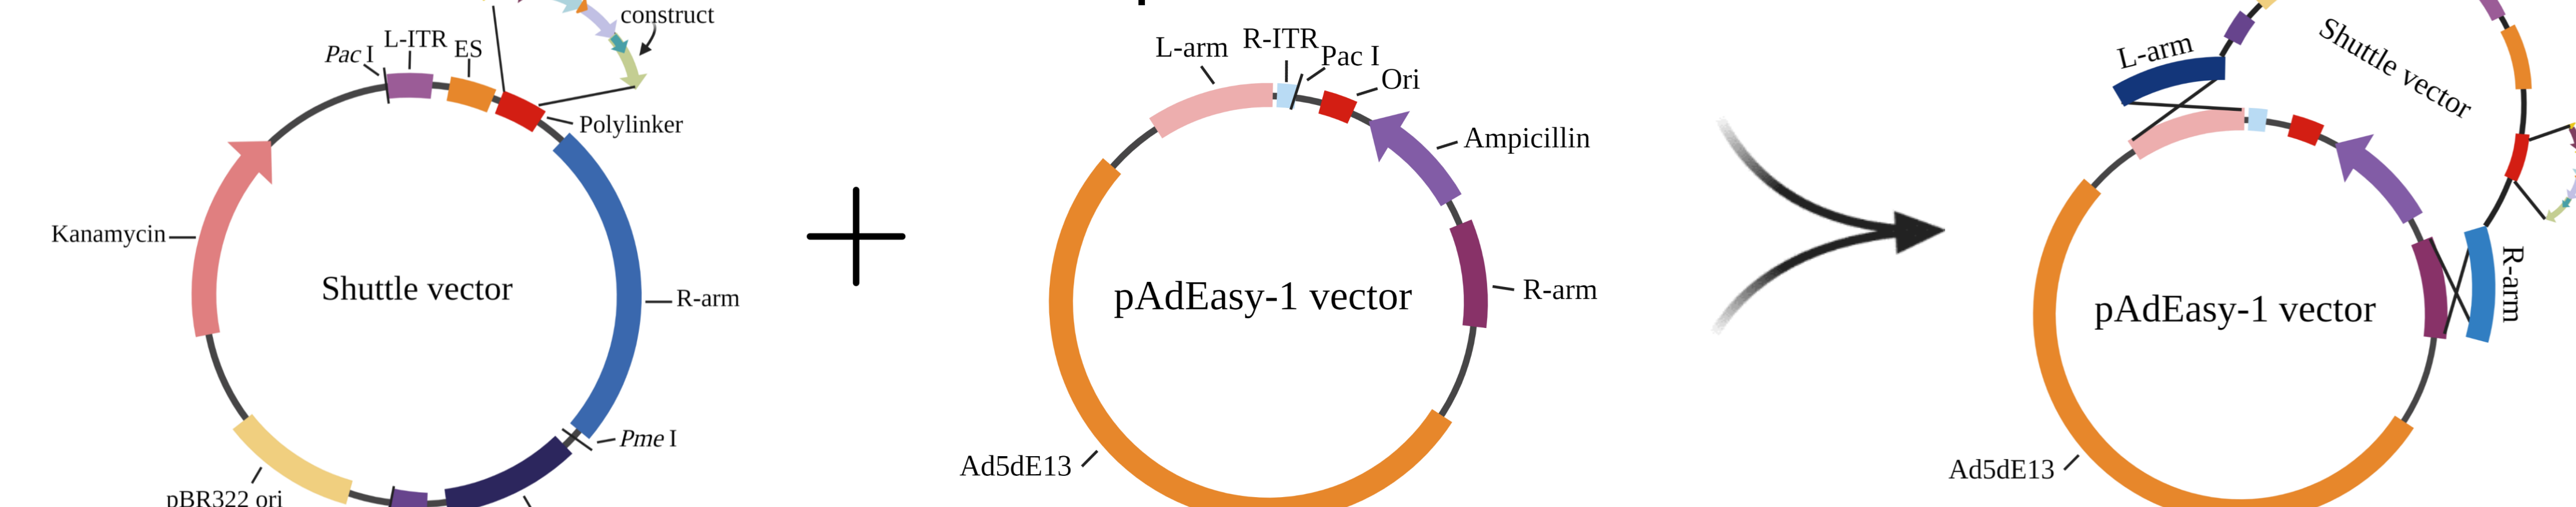 construct
Pac I
L-ITR
ES
Polylinker
Kanamycin
Shuttle vector
R-arm
Pme I
pBR322 ori
L-arm
R-ITR
Pac I
Ori
Ampicillin
pAdEasy-1 vector
R-arm
Ad5dE13
L-arm
Shuttle vector
R-arm
pAdEasy-1 vector
Ad5dE13